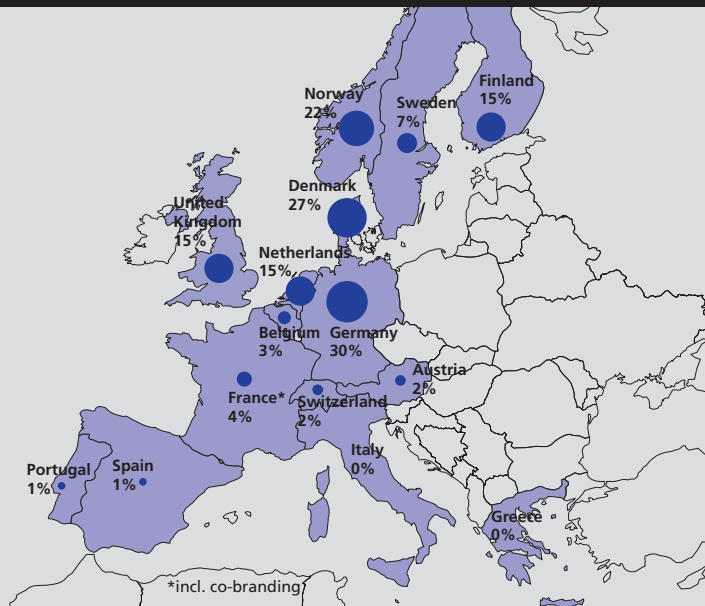 Norway
22%
Sweden
7%
Finland
15%
Denmark
27%
United
Kingdom
15%
Netherlands
15%
Belgium
3%
Germany
30%
Austria
2%
France*
4%
Switzerland
2%
Italy
0%
Portugal
1%
Spain
1%
Greece
0%
*incl. co-branding